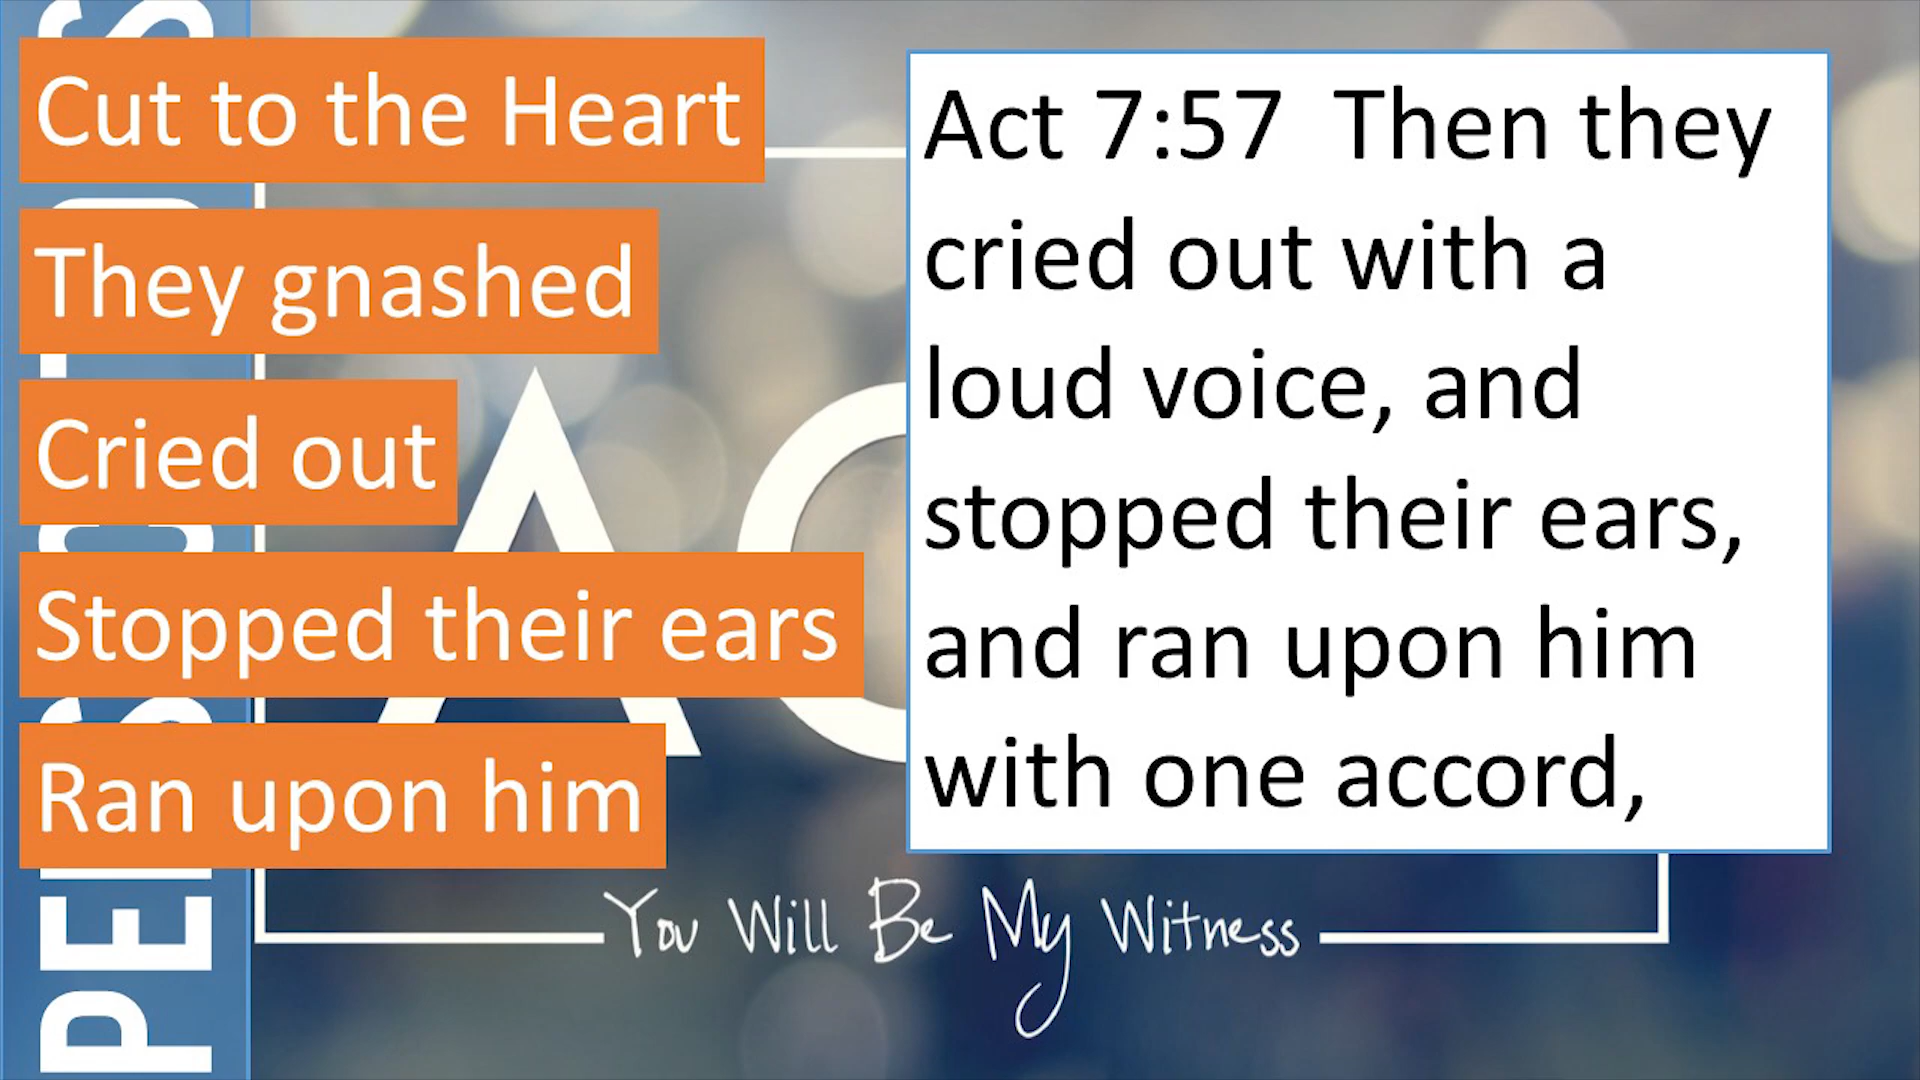 Cut to the Heart
They gnashed
Cried out
Stopped their ears
Ran upon him
Act 7:57 Then they
cried out with a
loud voice, and
stopped their ears,
and ran upon him
with one accord,
You Will Be My Witness